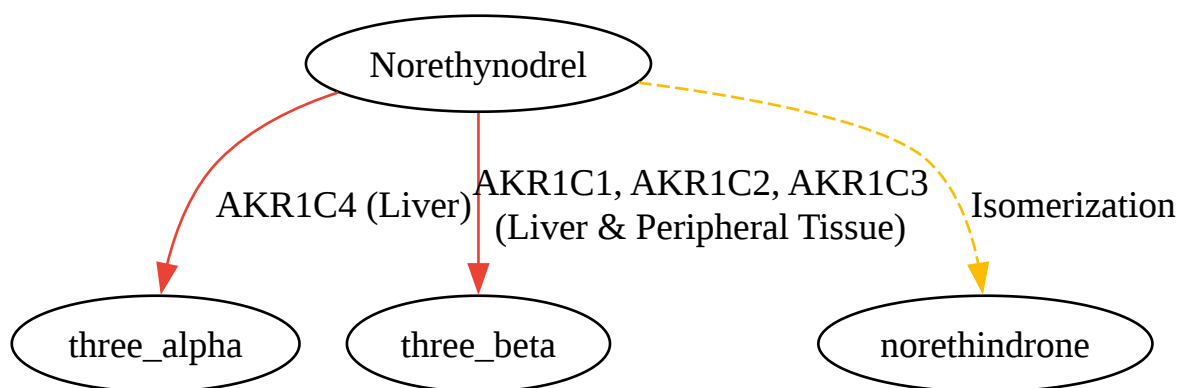 Norethynodrel
AKR1C4 (Liver)
AKR1C1, AKR1C2, AKR1C3
(Liver & Peripheral Tissue)
Isomerization
three_alpha
three_beta
norethindrone